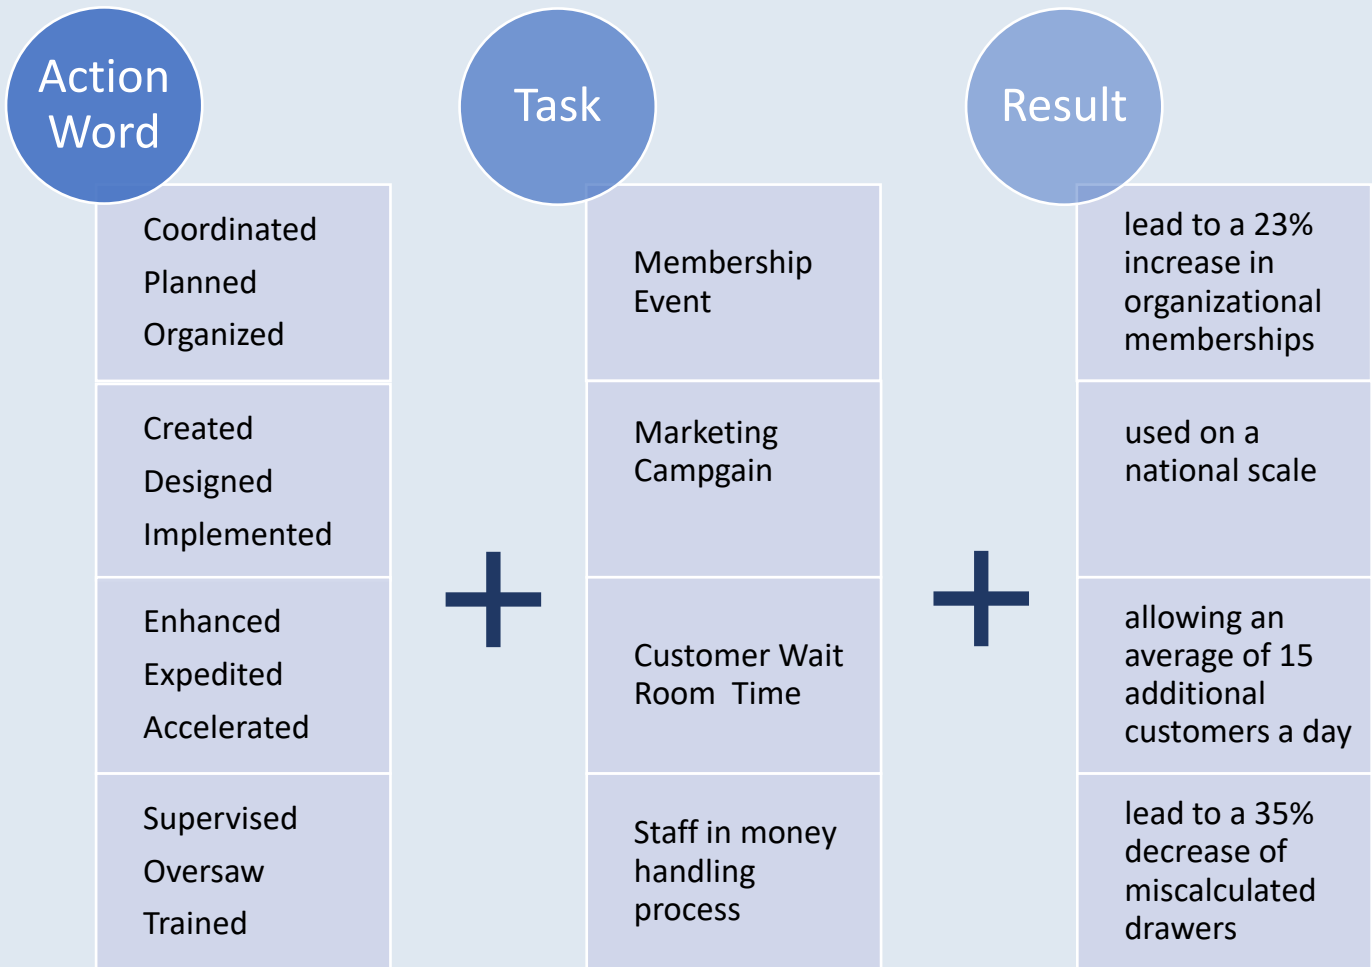 Action
Word
Task
Result
Coordinated
Planned
Organized
Membership
Event
lead to a 23%
increase in
organizational
memberships
Created
Designed
Implemented
Marketing
Campgain
used on a
national scale
Enhanced
Expedited
Accelerated
Customer Wait
Room Time
allowing an
average of 15
additional
customers a day
Supervised
Oversaw
Trained
Staff in money
handling
process
lead to a 35%
decrease of
miscalculated
drawers